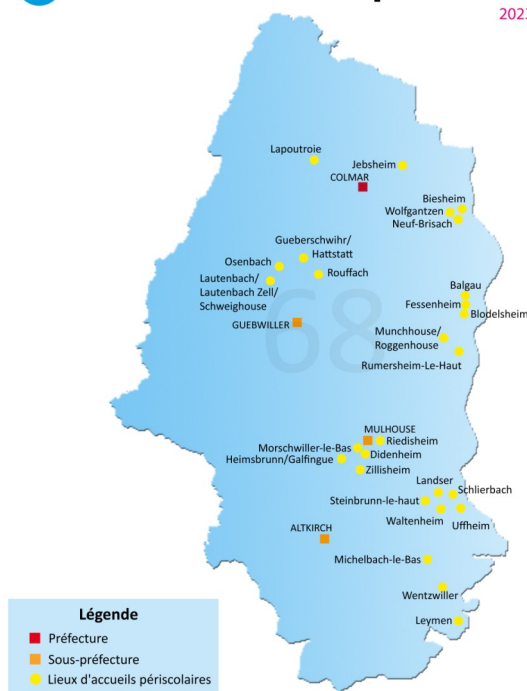 2023
Lapoutroie
Jebsheim
COLMAR
Biesheim
Wolfgantzen
Neuf-Brisach
Gueberschwihr/
Hattstatt
Osenbach
Rouffach
Lautenbach/
Lautenbach Zell/
Schweighouse
Balgau
Fessenheim
Blodelsheim
68
GUEBWILLER
Munchhouse/
Roggenhouse
Rumersheim-Le-Haut
MULHOUSE
Riedisheim
Morschwiller-le-Bas
Didenheim
Heimsbrunn/Galfingue
Zillisheim
Landser
Schlierbach
Steinbrunn-le-haut
Waltenheim
Uffheim
ALTKIRCH
Michelbach-le-Bas
Wentzwiller
Leymen
Légende
Préfecture
Sous-préfecture
Lieux d'accueils périscolaires